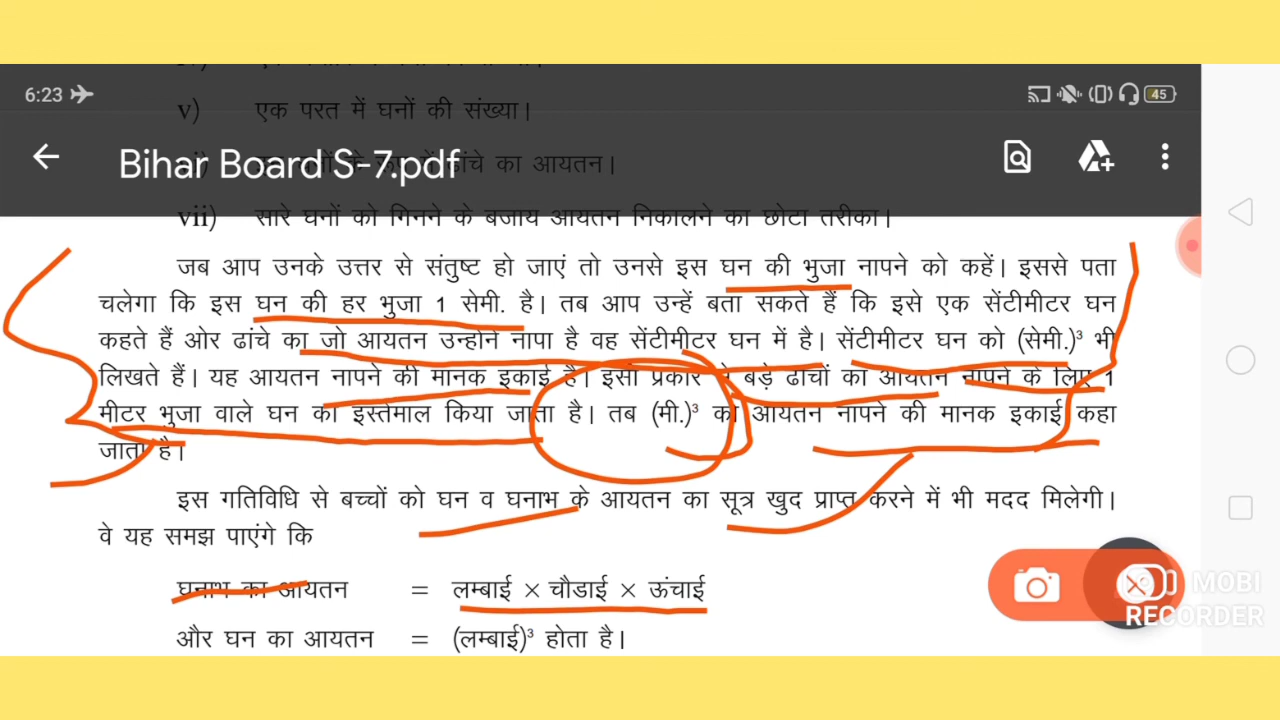 6:23
45
v) एक परत में घनों की संख्या।
Bihar Board S-7.pdf
ढांचे का आयतन।
vii) सारे घनों को गिनने के बजाय आयतन निकालने का छोटा तरीका।
जब आप उनके उत्तर से संतुष्ट हो जाएं तो उनसे इस घन की भुजा नापने को कहें। इससे पता
चलेगा कि इस घन की हर भुजा 1 सेमी. है। तब आप उन्हें बता सकते हैं कि इसे एक सेंटीमीटर घन
कहते हैं ओर ढांचे का जो आयतन उन्होने नापा है वह सेंटीमीटर घन में है। सेंटीमीटर घन को (सेमी.)³ भी
लिखते हैं। यह आयतन नापने की मानक इकाई है। इसी प्रकार से बड़े ढांचों का आयतन नापने के लिए 1
मीटर भुजा वाले घन का इस्तेमाल किया जाता है। तब (मी.)³ को आयतन नापने की मानक इकाई कहा
जाता है।
इस गतिविधि से बच्चों को घन व घनाभ के आयतन का सूत्र खुद प्राप्त करने में भी मदद मिलेगी।
वे यह समझ पाएंगे कि
घनाभ का आयतन = लम्बाई × चौडाई × ऊंचाई
और घन का आयतन = (लम्बाई)³ होता है।
MOBI
RECORDER